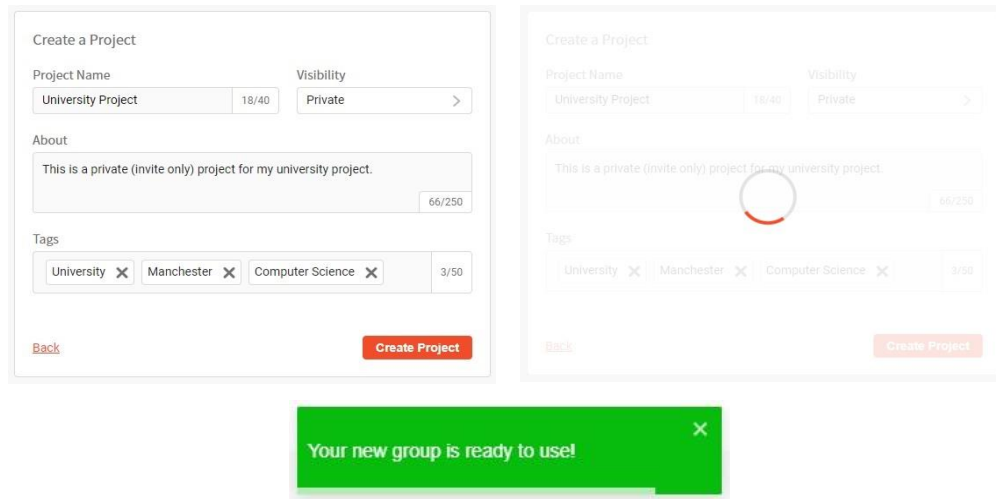 Create a Project
Project Name Visibility
University Project 18/40 Private
About
This is a private (invite only) project for my university project.
66/250
Tags
University Manchester Computer Science 3/50
Back Create Project
Create a Project
Project Name Visibility
University Project 18/40 Private
About
This is a private (invite only) project for my university project.
66/250
Tags
University Manchester Computer Science 3/50
Back Create Project
Your new group is ready to use!